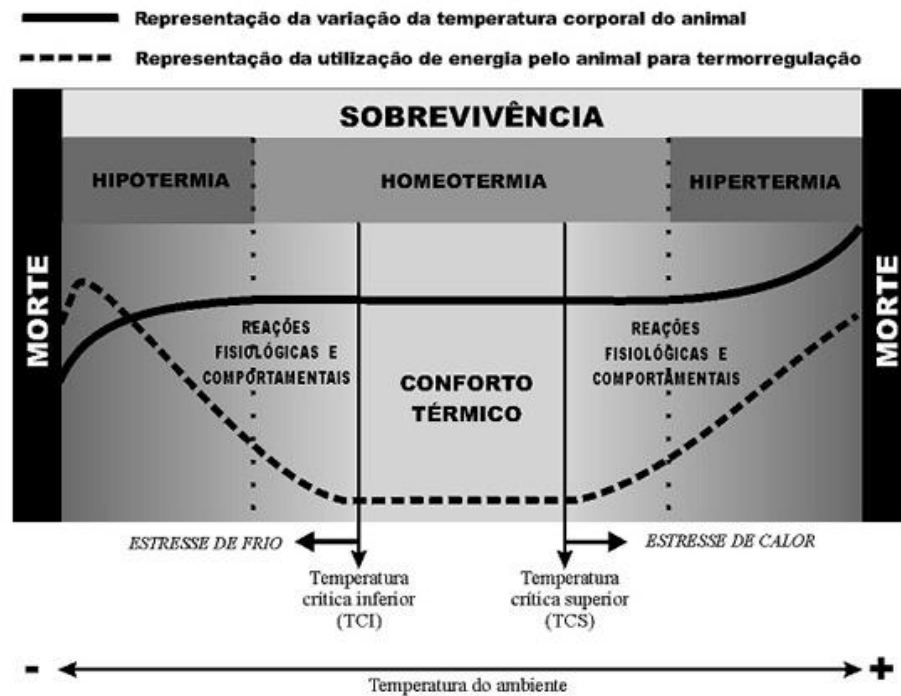 Representação da variação da temperatura corporal do animal
Representação da utilização de energia pelo animal para termorregulação
SOBREVIVÊNCIA
HIPOTERMIA
HOMEOTERMIA
HIPERTERMIA
MORTE
MORTE
REAÇÕES
FISIOLÓGICAS E
COMPORTAMENTAIS
CONFORTO
TÉRMICO
REAÇÕES
FISIOLÓGICAS E
COMPORTAMENTAIS
ESTRESSE DE FRIO
ESTRESSE DE CALOR
Temperatura
crítica inferior
(TCI)
Temperatura
crítica superior
(TCS)
-
+
Temperatura do ambiente